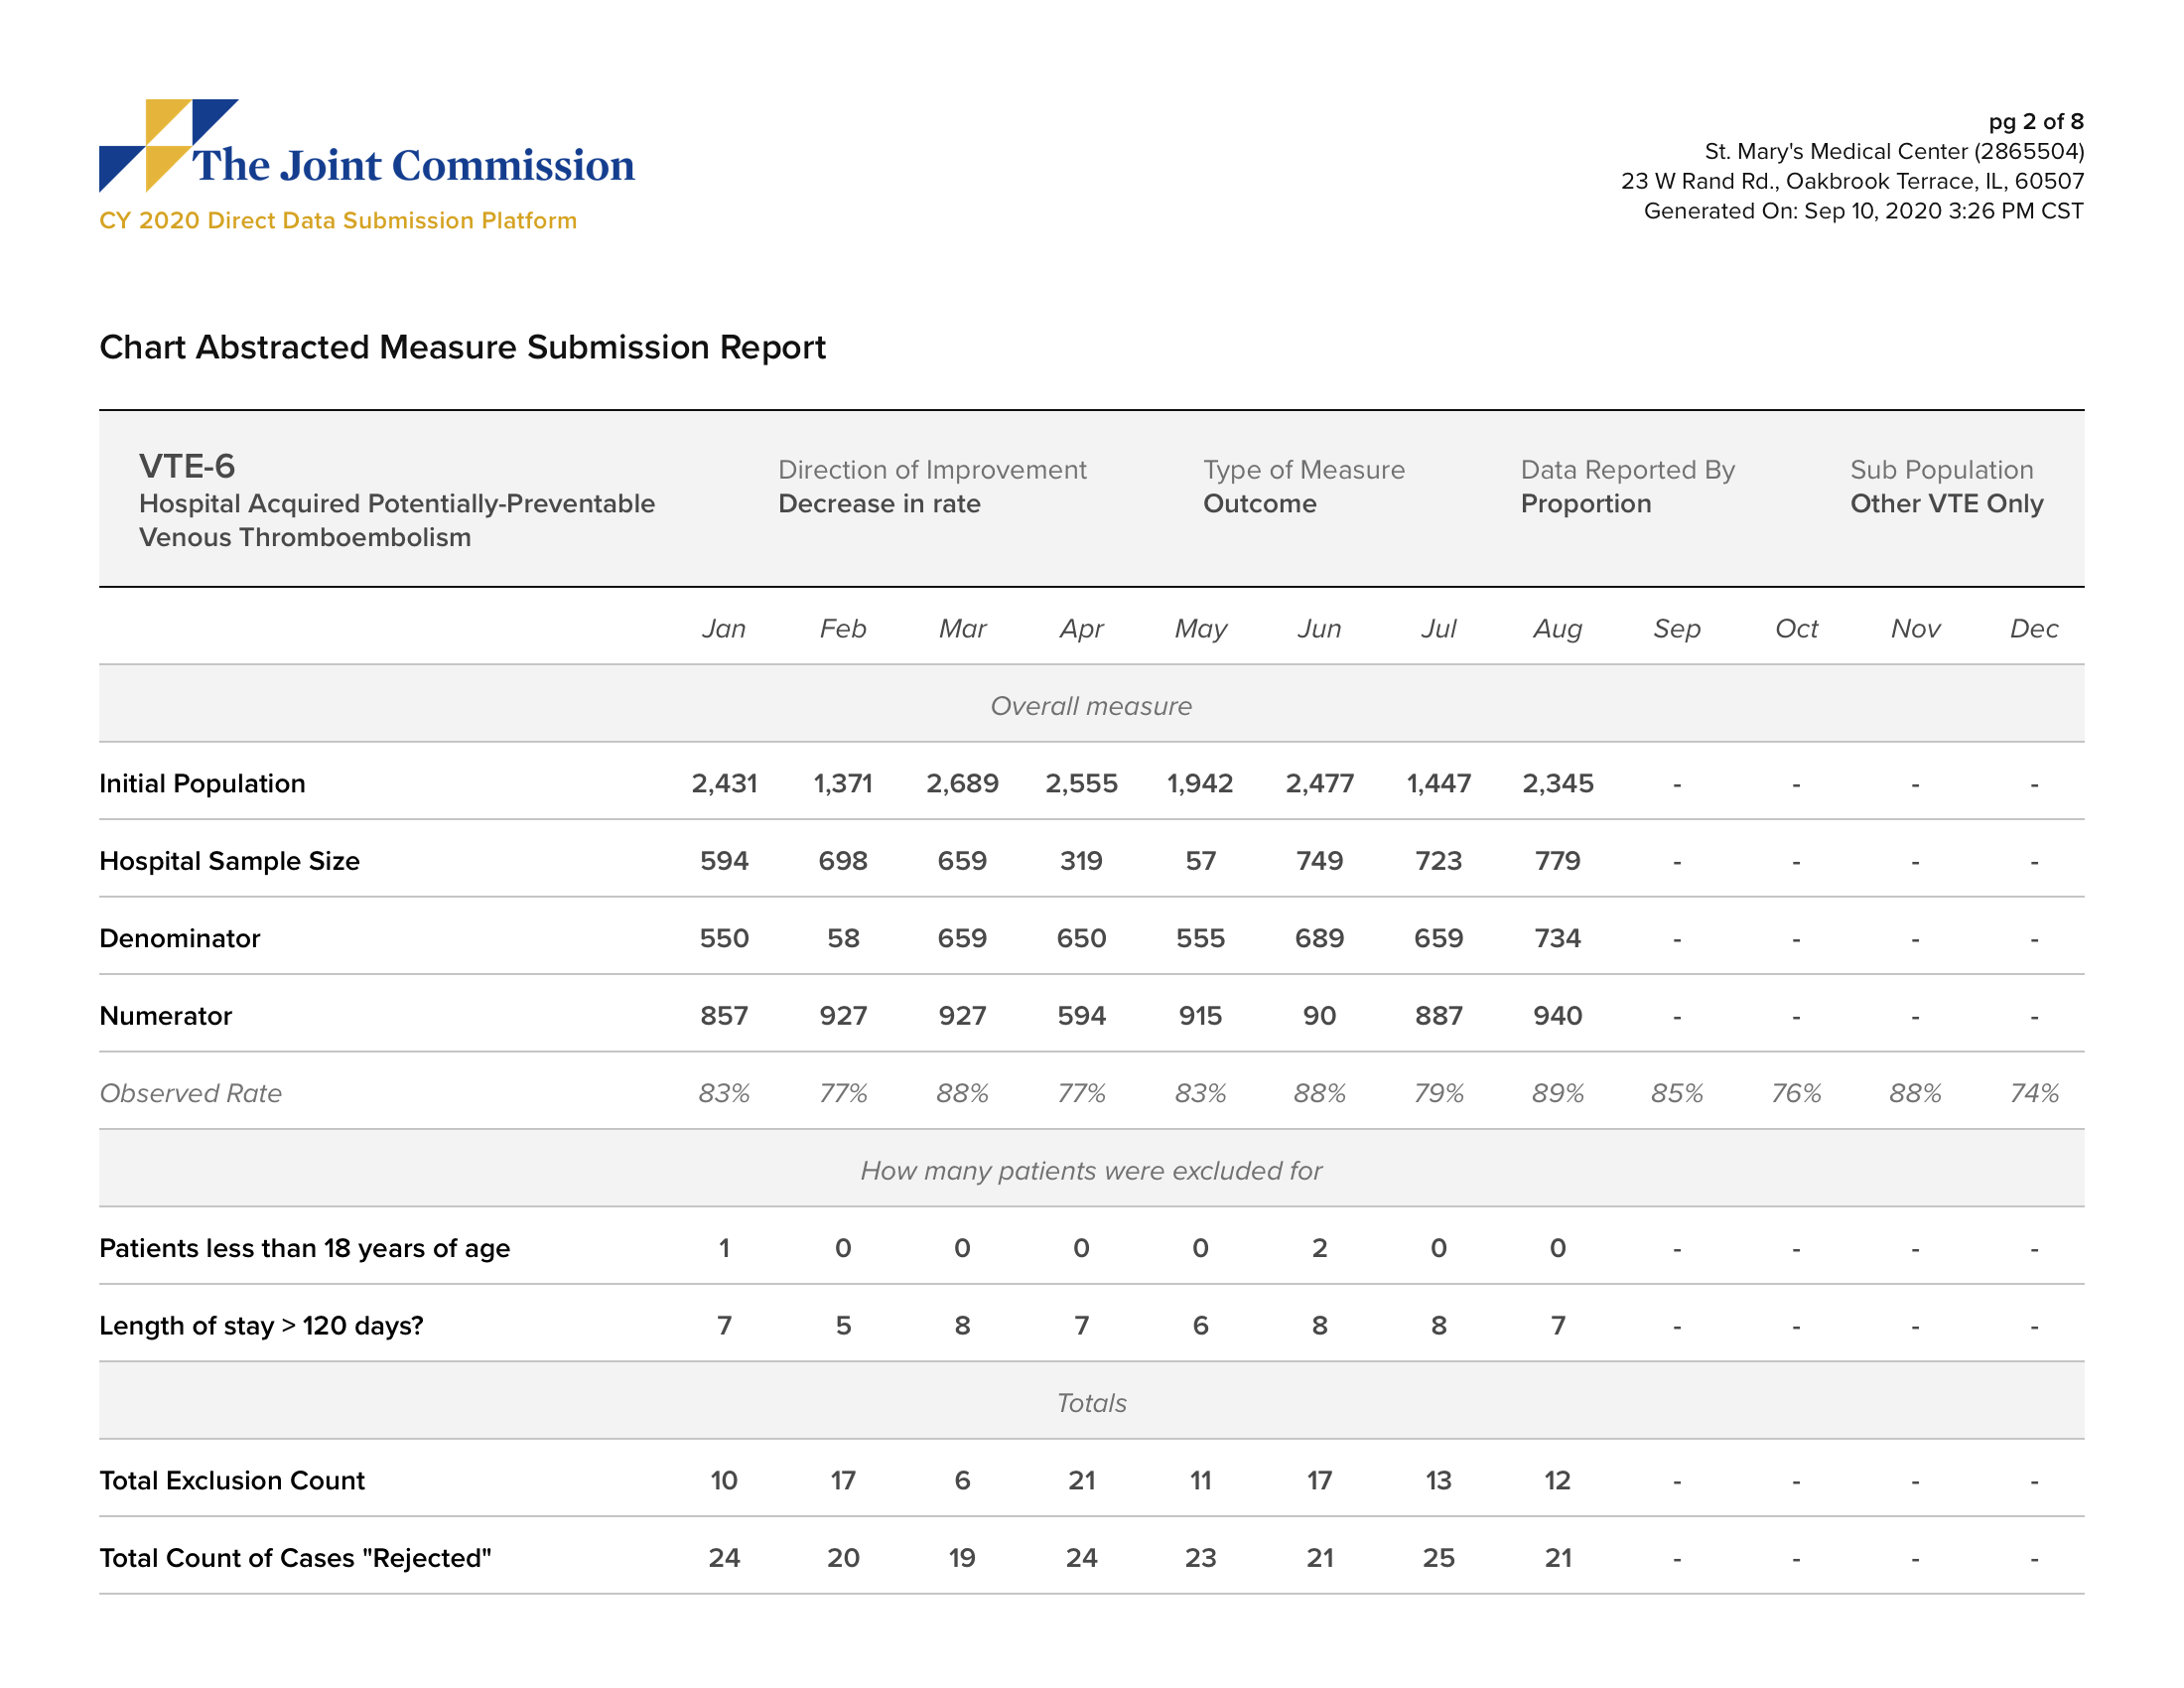 The Joint Commission
CY 2020 Direct Data Submission Platform
pg 2 of 8
St. Mary's Medical Center (2865504)
23 W Rand Rd., Oakbrook Terrace, IL, 60507
Generated On: Sep 10, 2020 3:26 PM CST
Chart Abstracted Measure Submission Report
VTE-6
Hospital Acquired Potentially-Preventable
Venous Thromboembolism
Direction of Improvement
Decrease in rate
Type of Measure
Outcome
Data Reported By
Proportion
Sub Population
Other VTE Only
Jan Feb Mar Apr May Jun Jul Aug Sep Oct Nov Dec
Overall measure
Initial Population 2,431 1,371 2,689 2,555 1,942 2,477 1,447 2,345 - - - -
Hospital Sample Size 594 698 659 319 57 749 723 779 - - - -
Denominator 550 58 659 650 555 689 659 734 - - - -
Numerator 857 927 927 594 915 90 887 940 - - - -
Observed Rate 83% 77% 88% 77% 83% 88% 79% 89% 85% 76% 88% 74%
How many patients were excluded for
Patients less than 18 years of age 1 0 0 0 0 2 0 0 - - - -
Length of stay > 120 days? 7 5 8 7 6 8 8 7 - - - -
Totals
Total Exclusion Count 10 17 6 21 11 17 13 12 - - - -
Total Count of Cases "Rejected" 24 20 19 24 23 21 25 21 - - - -